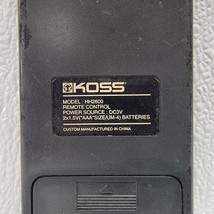 KOSS
MODEL : HH2600
REMOTE CONTROL
POWER SOURCE : DC3V
2x1.5V("AAA"SIZE/UM-4) BATTERIES
CUSTOM MANUFACTURED IN CHINA